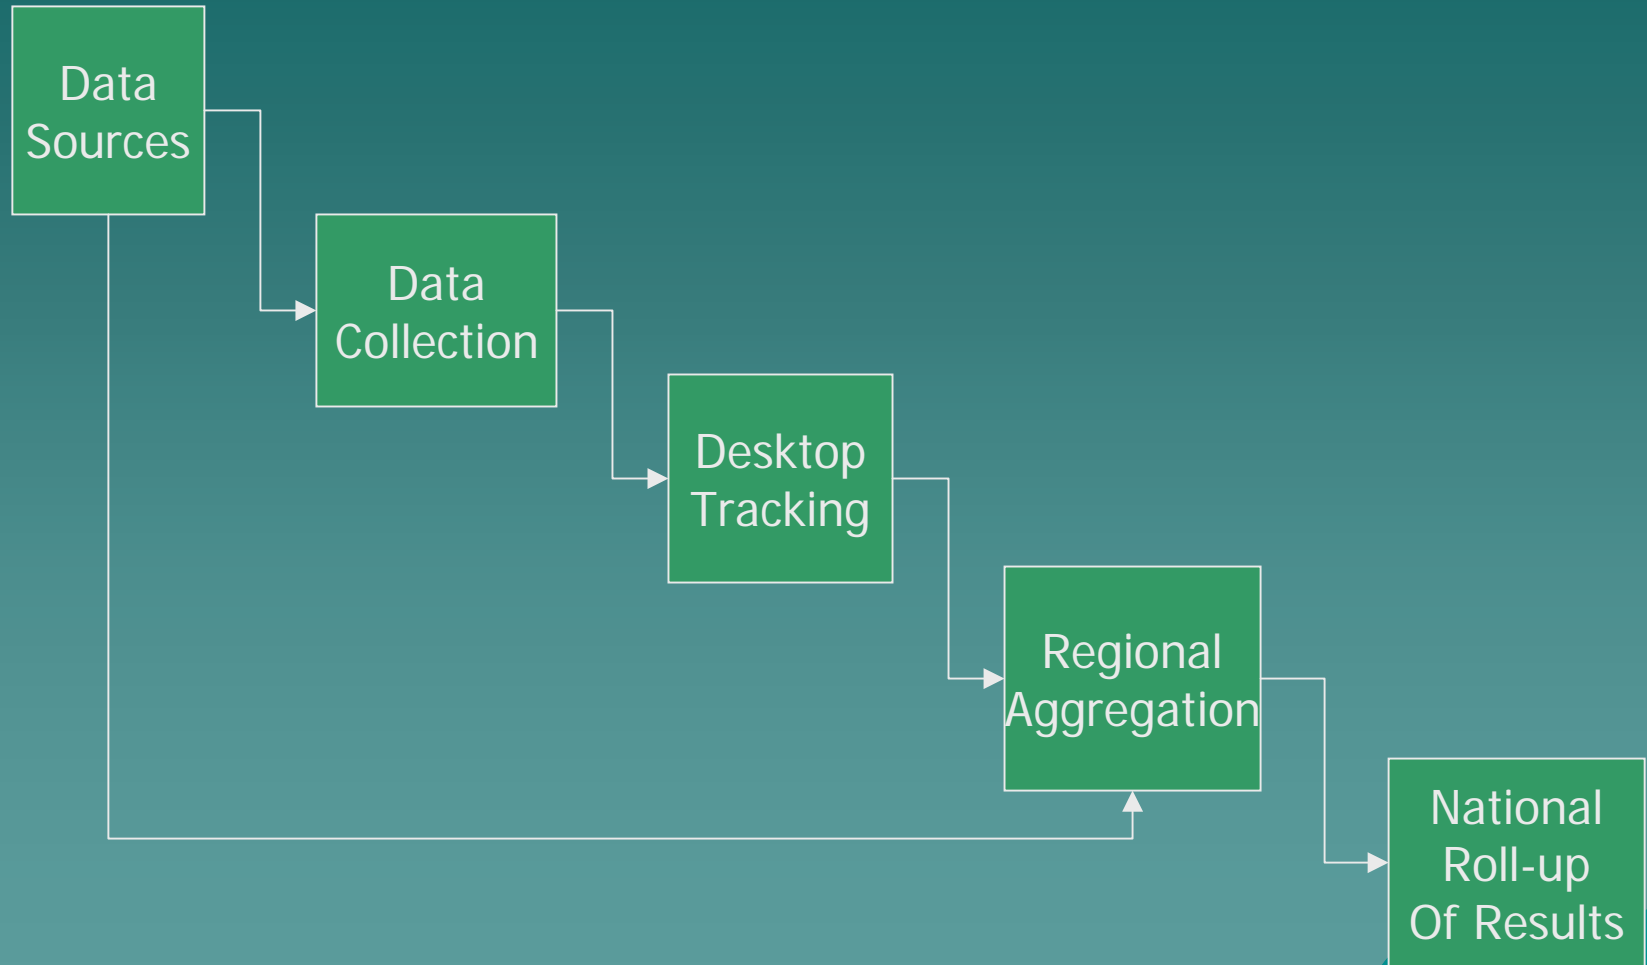 Data
Sources
Data
Collection
Desktop
Tracking
Regional
Aggregation
National
Roll-up
Of Results